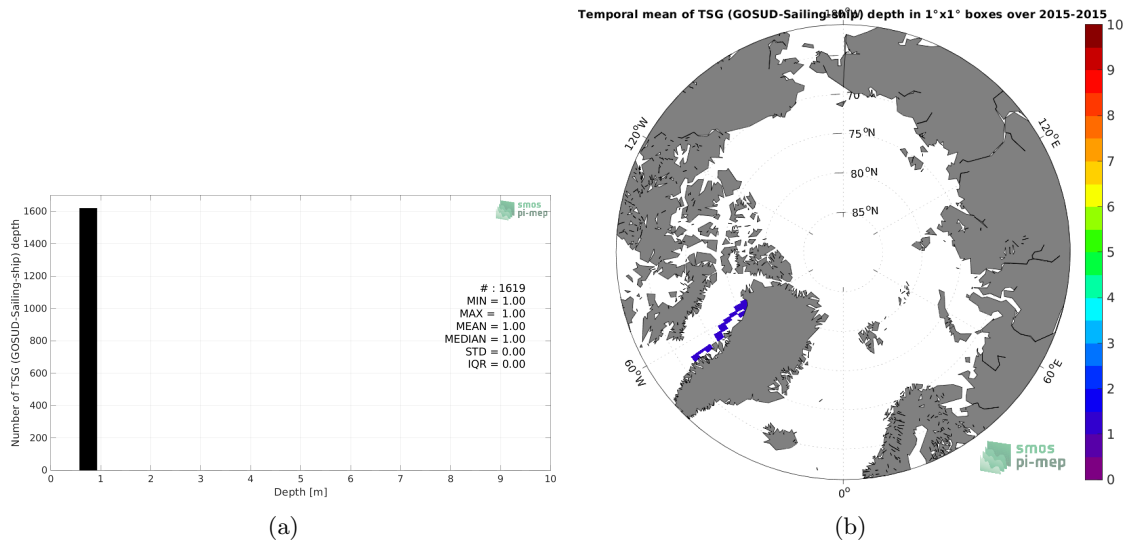 Number of TSG (GOSUD-Sailing-ship) depth
1600
1400
1200
1000
800
600
400
200
0
0 1 2 3 4 5 6 7 8 9 10
Depth [m]
smos
pi-mep
# : 1619
MIN = 1.00
MAX = 1.00
MEAN = 1.00
MEDIAN = 1.00
STD = 0.00
IQR = 0.00
(a)
Temporal mean of TSG (GOSUD-Sailing-ship) depth in 1°x1° boxes over 2015-2015
120°W
120°E
75°N
80°N
85°N
60°W
60°E
0°
smos
pi-mep
10
9
8
7
6
5
4
3
2
1
0
(b)